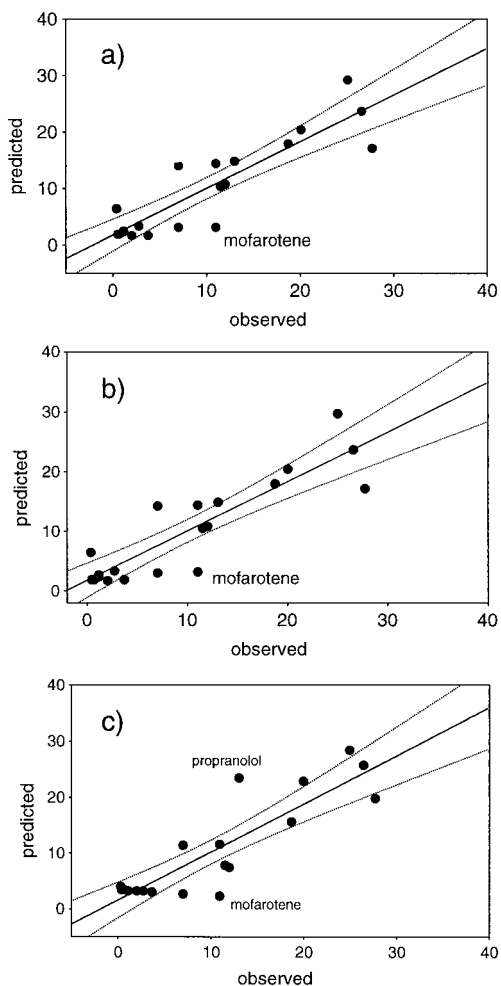 a)
40
30
20
10
0
predicted
mofarotene
0 10 20 30 40
observed
b)
40
30
20
10
0
predicted
mofarotene
0 10 20 30 40
observed
c)
40
30
20
10
0
predicted
propranolol
mofarotene
0 10 20 30 40
observed